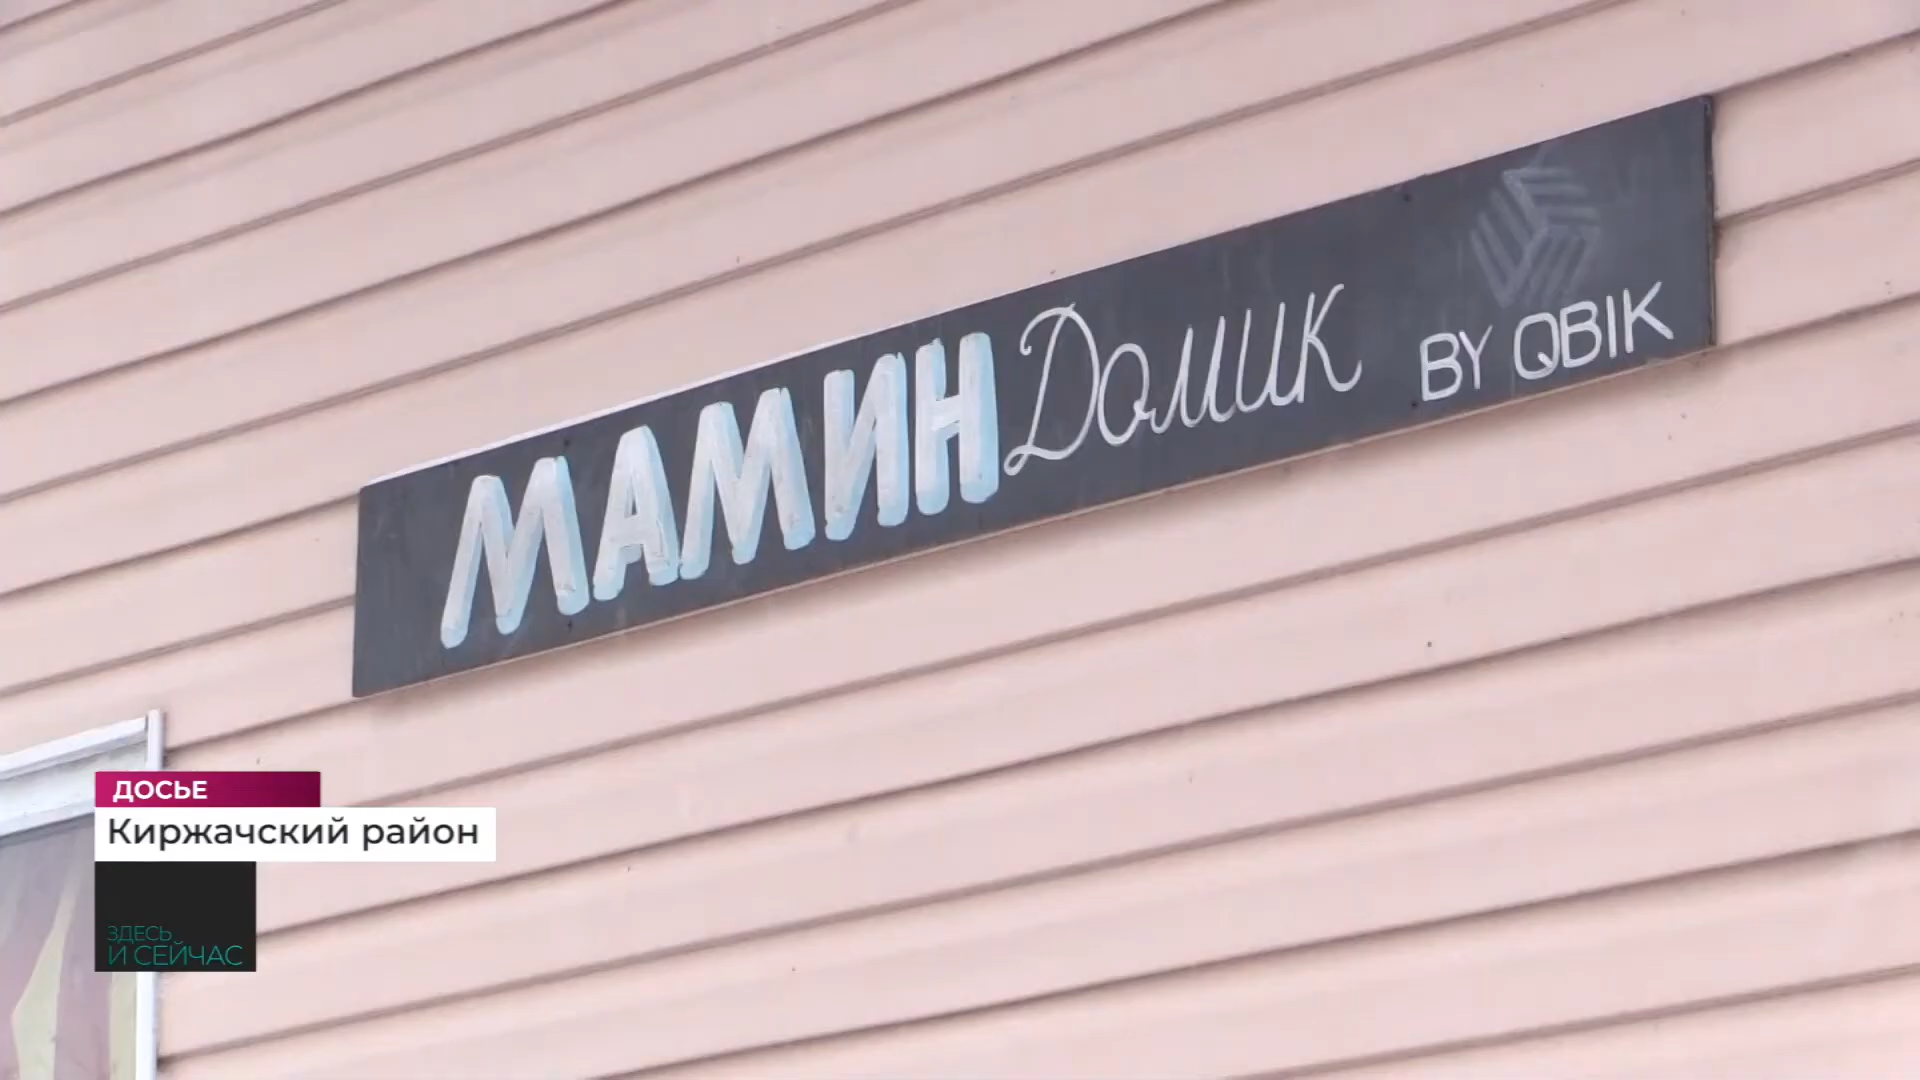 МАМИН Домик BY QBIK
ДОСЬЕ
Киржачский район
ЗДЕСЬ
И СЕЙЧАС